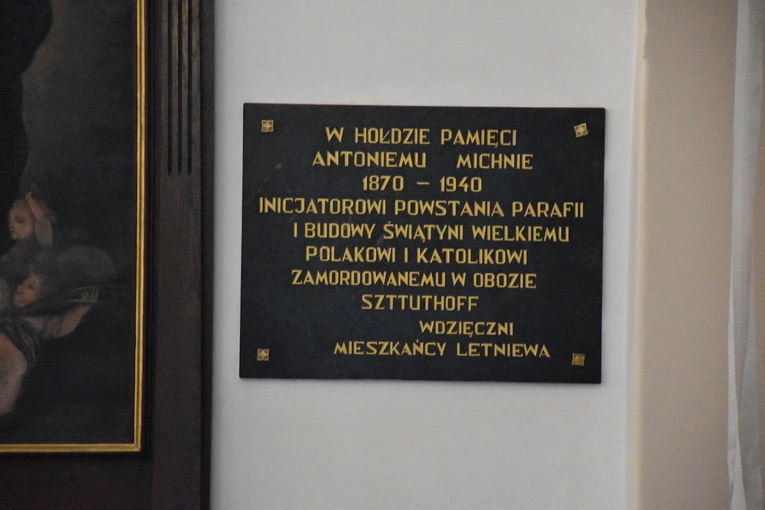 W HOŁDZIE PAMIĘCI
ANTONIEMU MICHNIE
1870 – 1940
INICJATOROWI POWSTANIA PARAFII
I BUDOWY ŚWIĄTYNI WIELKIEMU
POLAKOWI I KATOLIKOWI
ZAMORDOWANEMU W OBOZIE
SZTTUTHOFF
WDZIĘCZNI
MIESZKAŃCY LETNIEWA